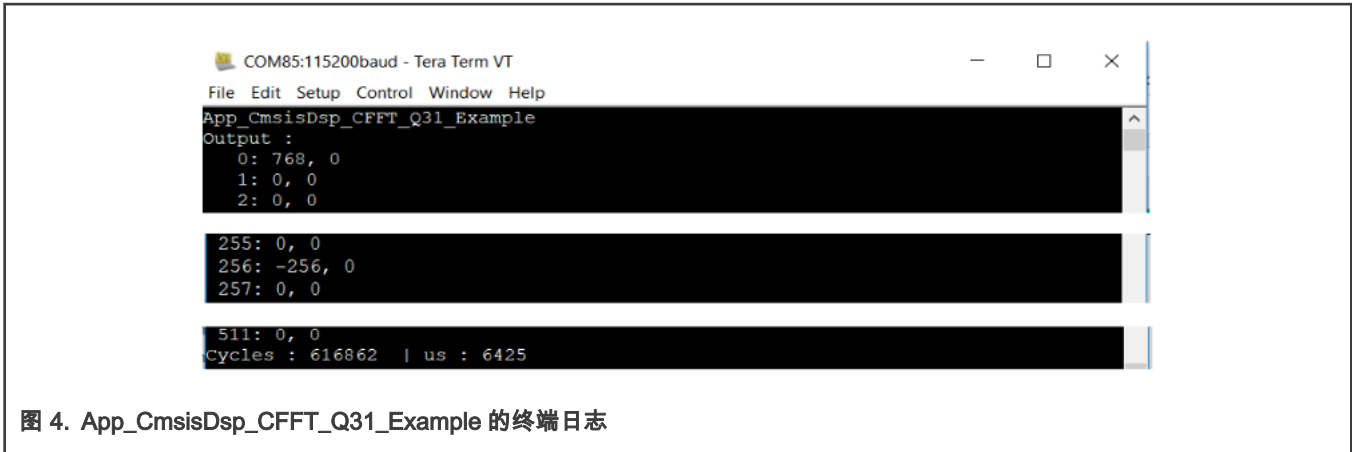 COM85:115200baud - Tera Term VT
File Edit Setup Control Window Help
App_CmsisDsp_CFFT_Q31_Example
Output :
0: 768, 0
1: 0, 0
2: 0, 0
255: 0, 0
256: -256, 0
257: 0, 0
511: 0, 0
Cycles : 616862 | us : 6425
图 4. App_CmsisDsp_CFFT_Q31_Example 的终端日志